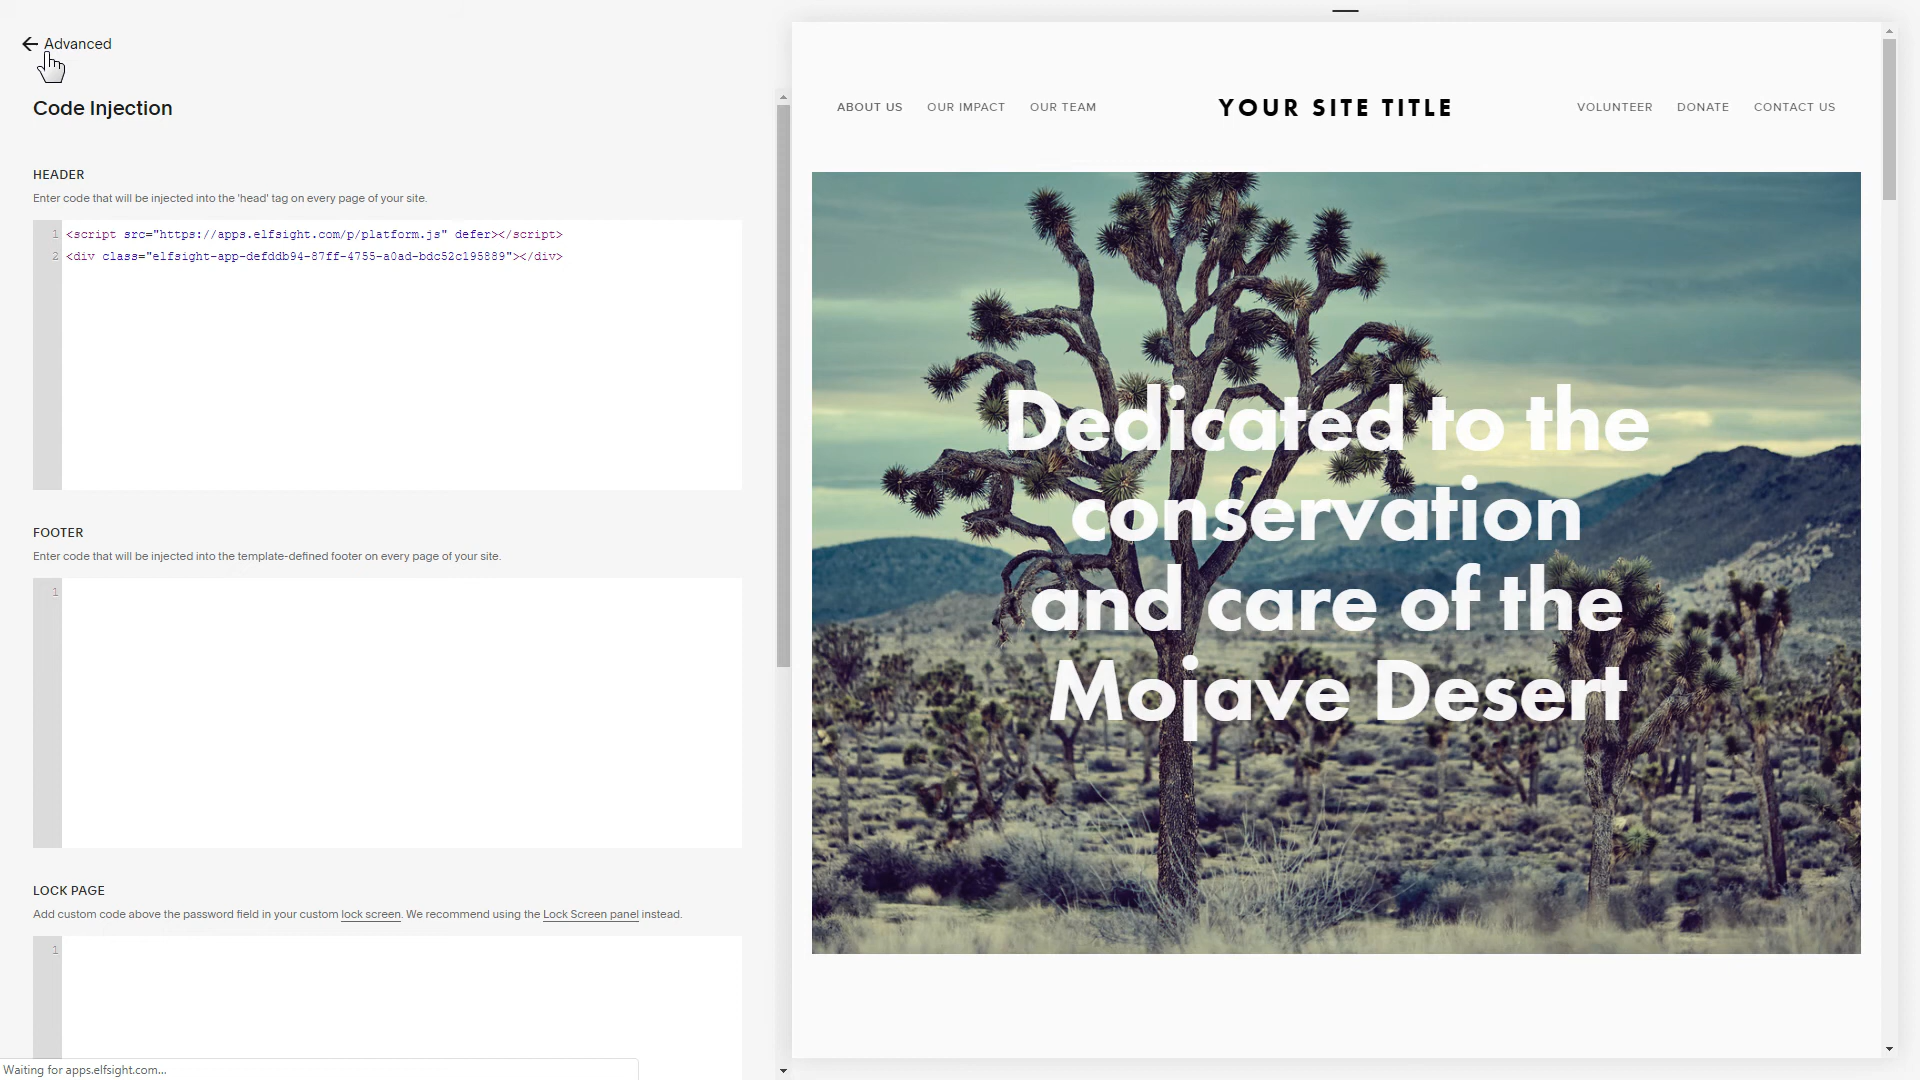 Advanced
Code Injection
HEADER
Enter code that will be injected into the 'head' tag on every page of your site.
1 <script src="https://apps.elfsight.com/p/platform.js" defer></script>
2 <div class="elfsight-app-defddb94-87ff-4755-a0ad-bdc52c195889"></div>
FOOTER
Enter code that will be injected into the template-defined footer on every page of your site.
1
LOCK PAGE
Add custom code above the password field in your custom lock screen. We recommend using the Lock Screen panel instead.
1
Waiting for apps.elfsight.com...
ABOUT US OUR IMPACT OUR TEAM YOUR SITE TITLE VOLUNTEER DONATE CONTACT US
Dedicated to the
conservation
and care of the
Mojave Desert